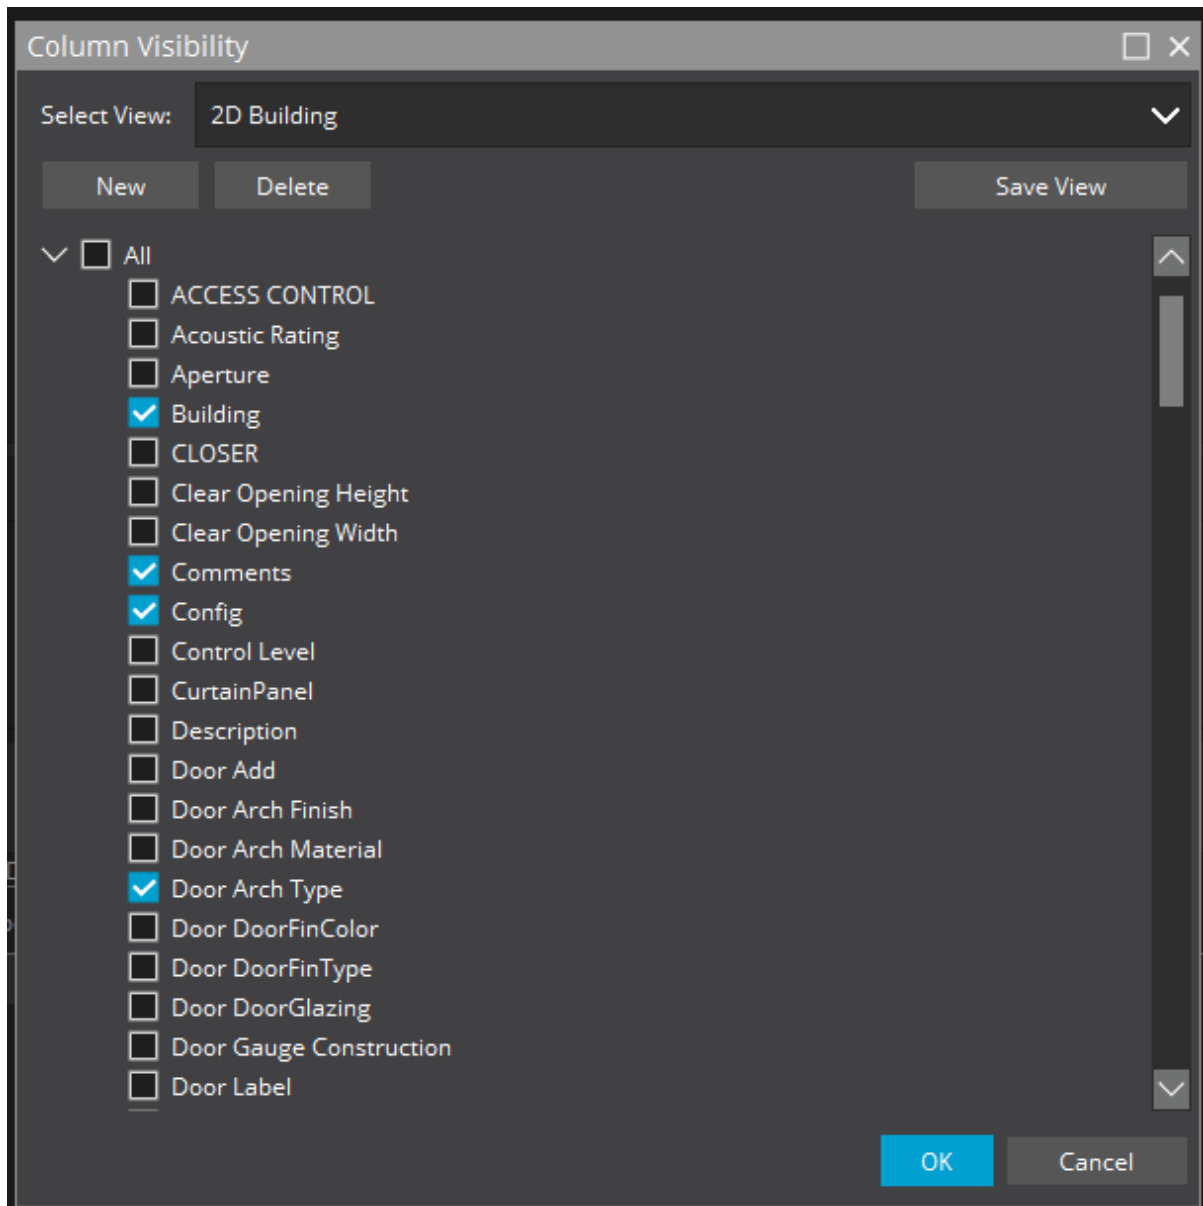 Column Visibility
Select View: 2D Building
New Delete Save View
All
ACCESS CONTROL
Acoustic Rating
Aperture
Building
CLOSER
Clear Opening Height
Clear Opening Width
Comments
Config
Control Level
CurtainPanel
Description
Door Add
Door Arch Finish
Door Arch Material
Door Arch Type
Door DoorFinColor
Door DoorFinType
Door DoorGlazing
Door Gauge Construction
Door Label
OK Cancel